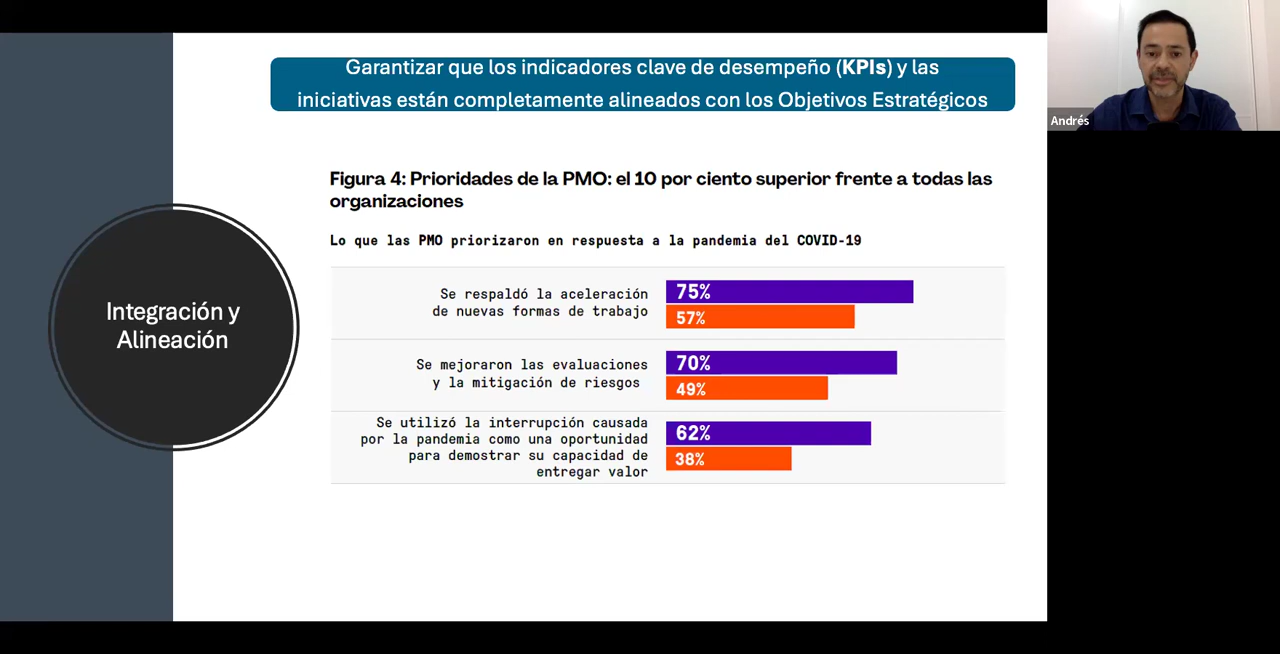 Garantizar que los indicadores clave de desempeño (KPIs) y las
iniciativas están completamente alineados con los Objetivos Estratégicos
Andrés
Figura 4: Prioridades de la PMO: el 10 por ciento superior frente a todas las
organizaciones
Lo que las PMO priorizaron en respuesta a la pandemia del COVID-19
Integración y
Alineación
Se respaldó la aceleración
de nuevas formas de trabajo
75%
57%
Se mejoraron las evaluaciones
y la mitigación de riesgos
70%
49%
Se utilizó la interrupción causada
por la pandemia como una oportunidad
para demostrar su capacidad de
entregar valor
62%
38%